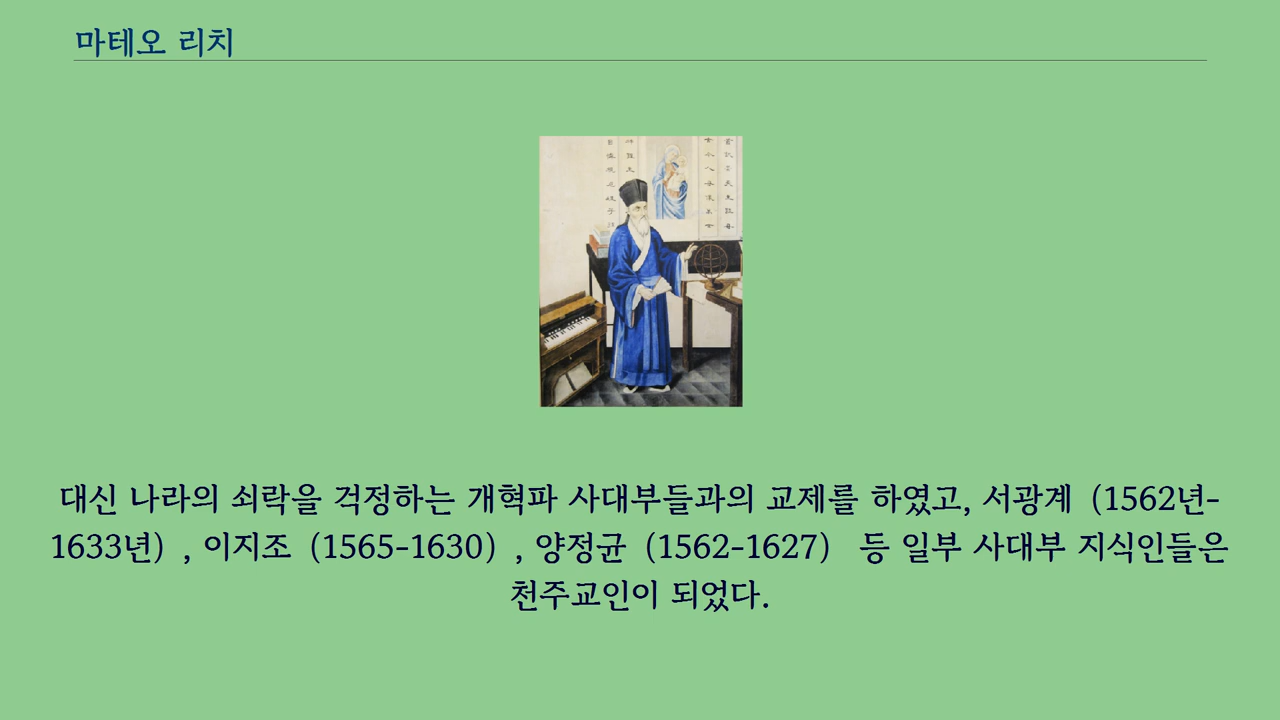 마테오 리치
대신 나라의 쇠락을 걱정하는 개혁파 사대부들과의 교제를 하였고, 서광계 (1562년-
1633년) , 이지조 (1565-1630) , 양정균 (1562-1627) 등 일부 사대부 지식인들은
천주교인이 되었다.